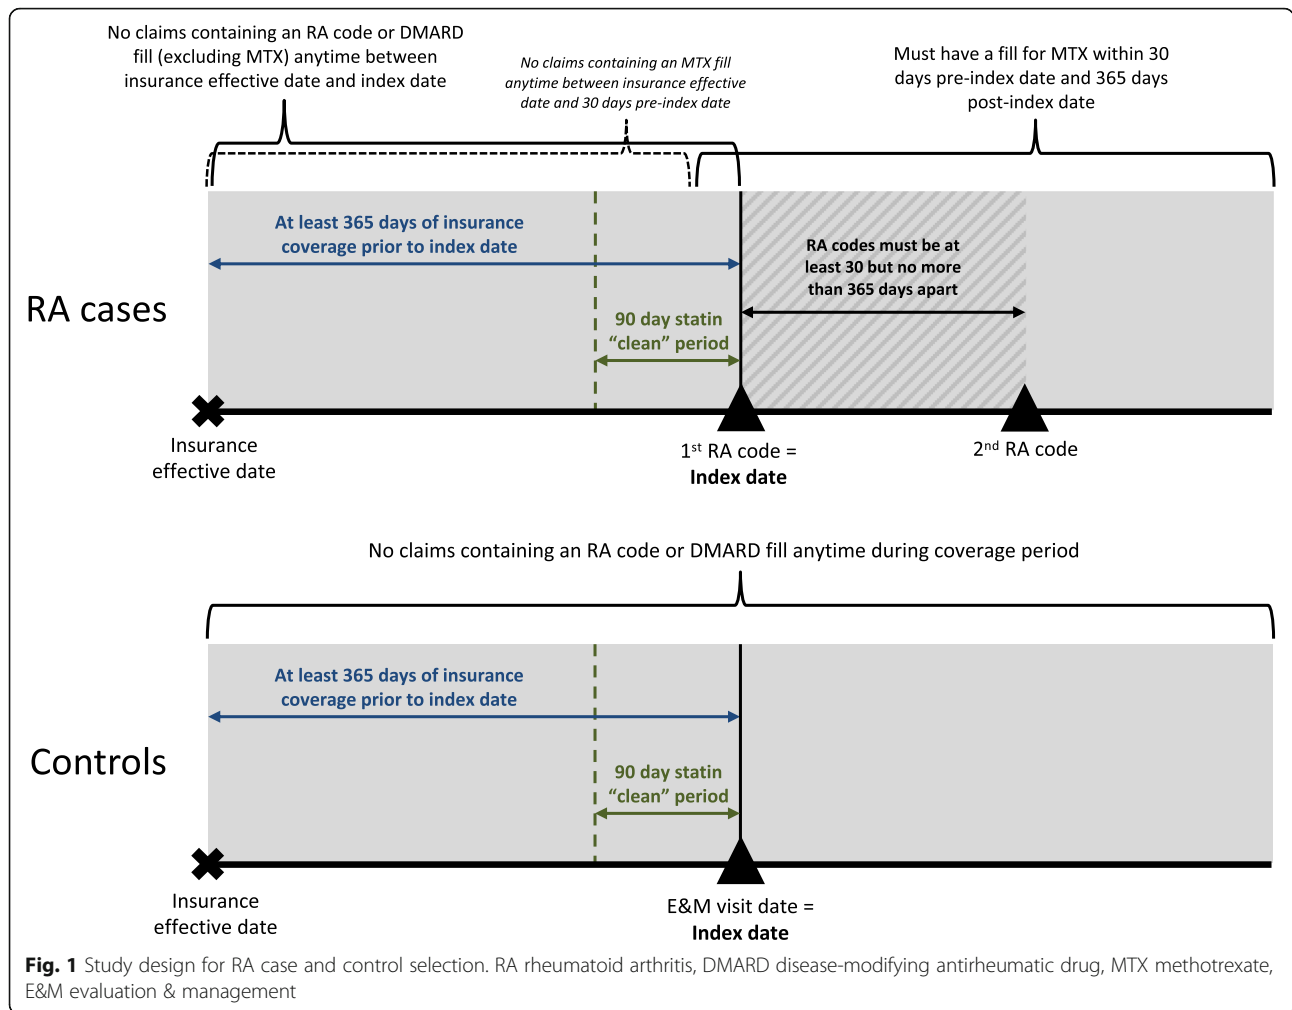 No claims containing an RA code or DMARD
fill (excluding MTX) anytime between
insurance effective date and index date
No claims containing an MTX fill
anytime between insurance effective
date and 30 days pre-index date
Must have a fill for MTX within 30
days pre-index date and 365 days
post-index date
At least 365 days of insurance
coverage prior to index date
RA codes must be at
least 30 but no more
than 365 days apart
RA cases
90 day statin
“clean” period
Insurance
effective date
1st RA code =
Index date
2nd RA code
No claims containing an RA code or DMARD fill anytime during coverage period
At least 365 days of insurance
coverage prior to index date
Controls
90 day statin
“clean” period
Insurance
effective date
E&M visit date =
Index date
Fig. 1 Study design for RA case and control selection. RA rheumatoid arthritis, DMARD disease-modifying antirheumatic drug, MTX methotrexate,
E&M evaluation & management